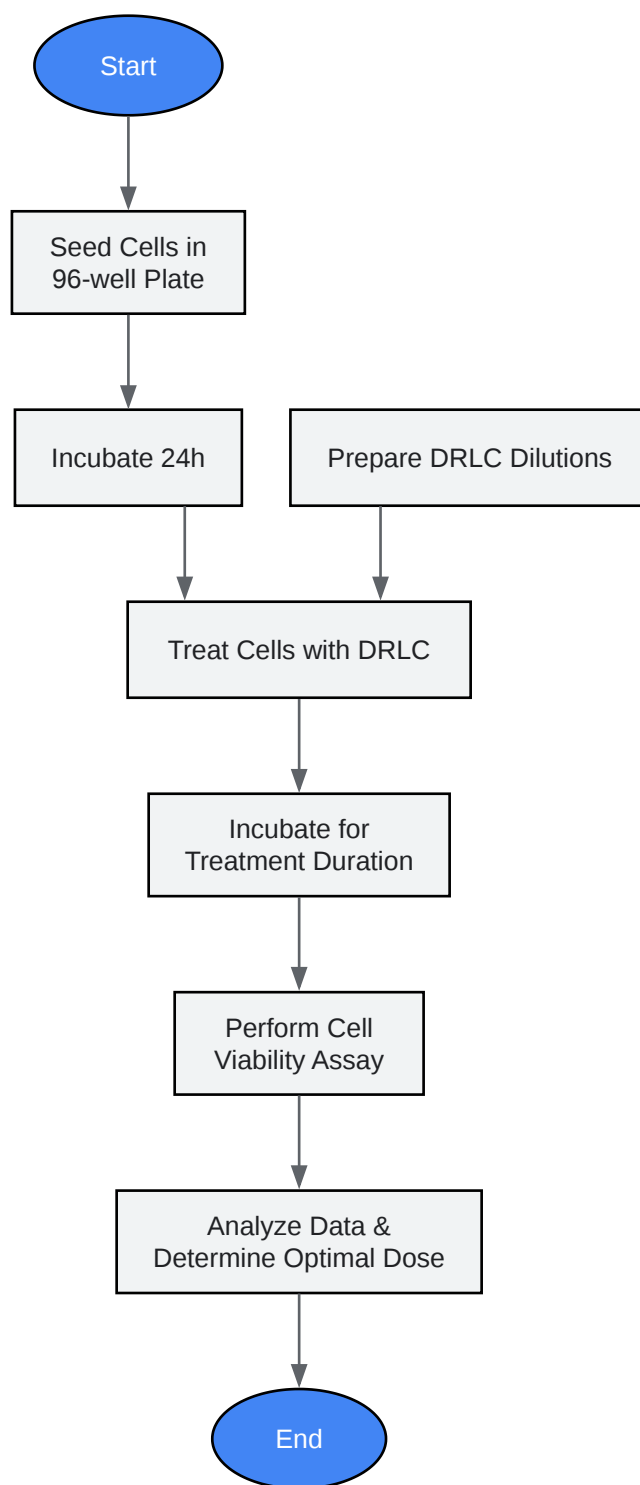 Start
Seed Cells in
96-well Plate
Incubate 24h
Prepare DRLC Dilutions
Treat Cells with DRLC
Incubate for
Treatment Duration
Perform Cell
Viability Assay
Analyze Data &
Determine Optimal Dose
End